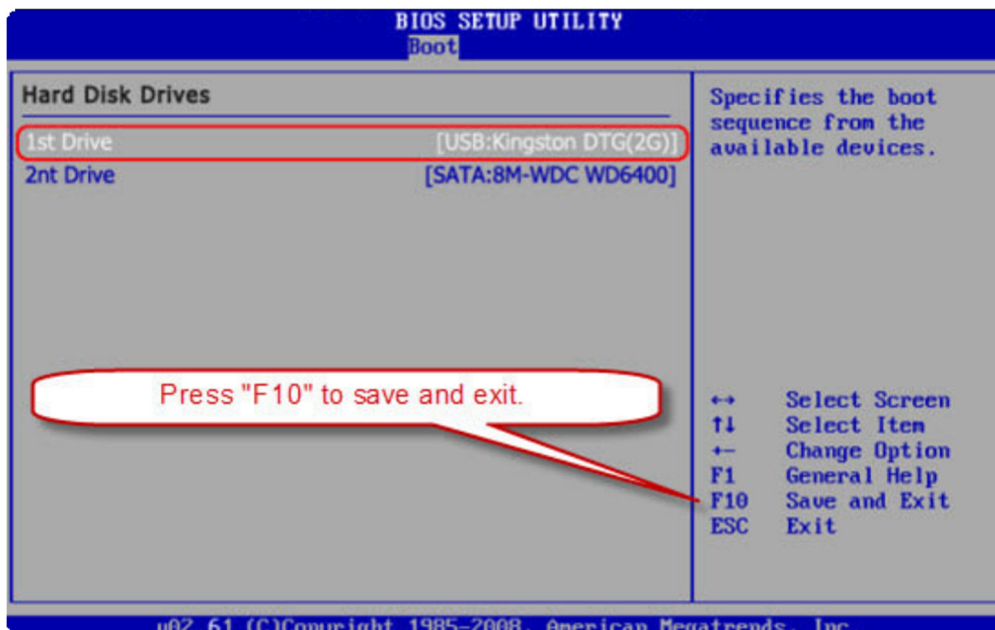 BIOS SETUP UTILITY
Boot
Hard Disk Drives
1st Drive [USB:Kingston DTG(2G)]
2nt Drive [SATA:8M-WDC WD6400]
Specifies the boot
sequence from the
available devices.
Press "F10" to save and exit.
↔ Select Screen
↑↓ Select Item
+- Change Option
F1 General Help
F10 Save and Exit
ESC Exit
v02.61 (C)Copyright 1985-2008, American Megatrends, Inc